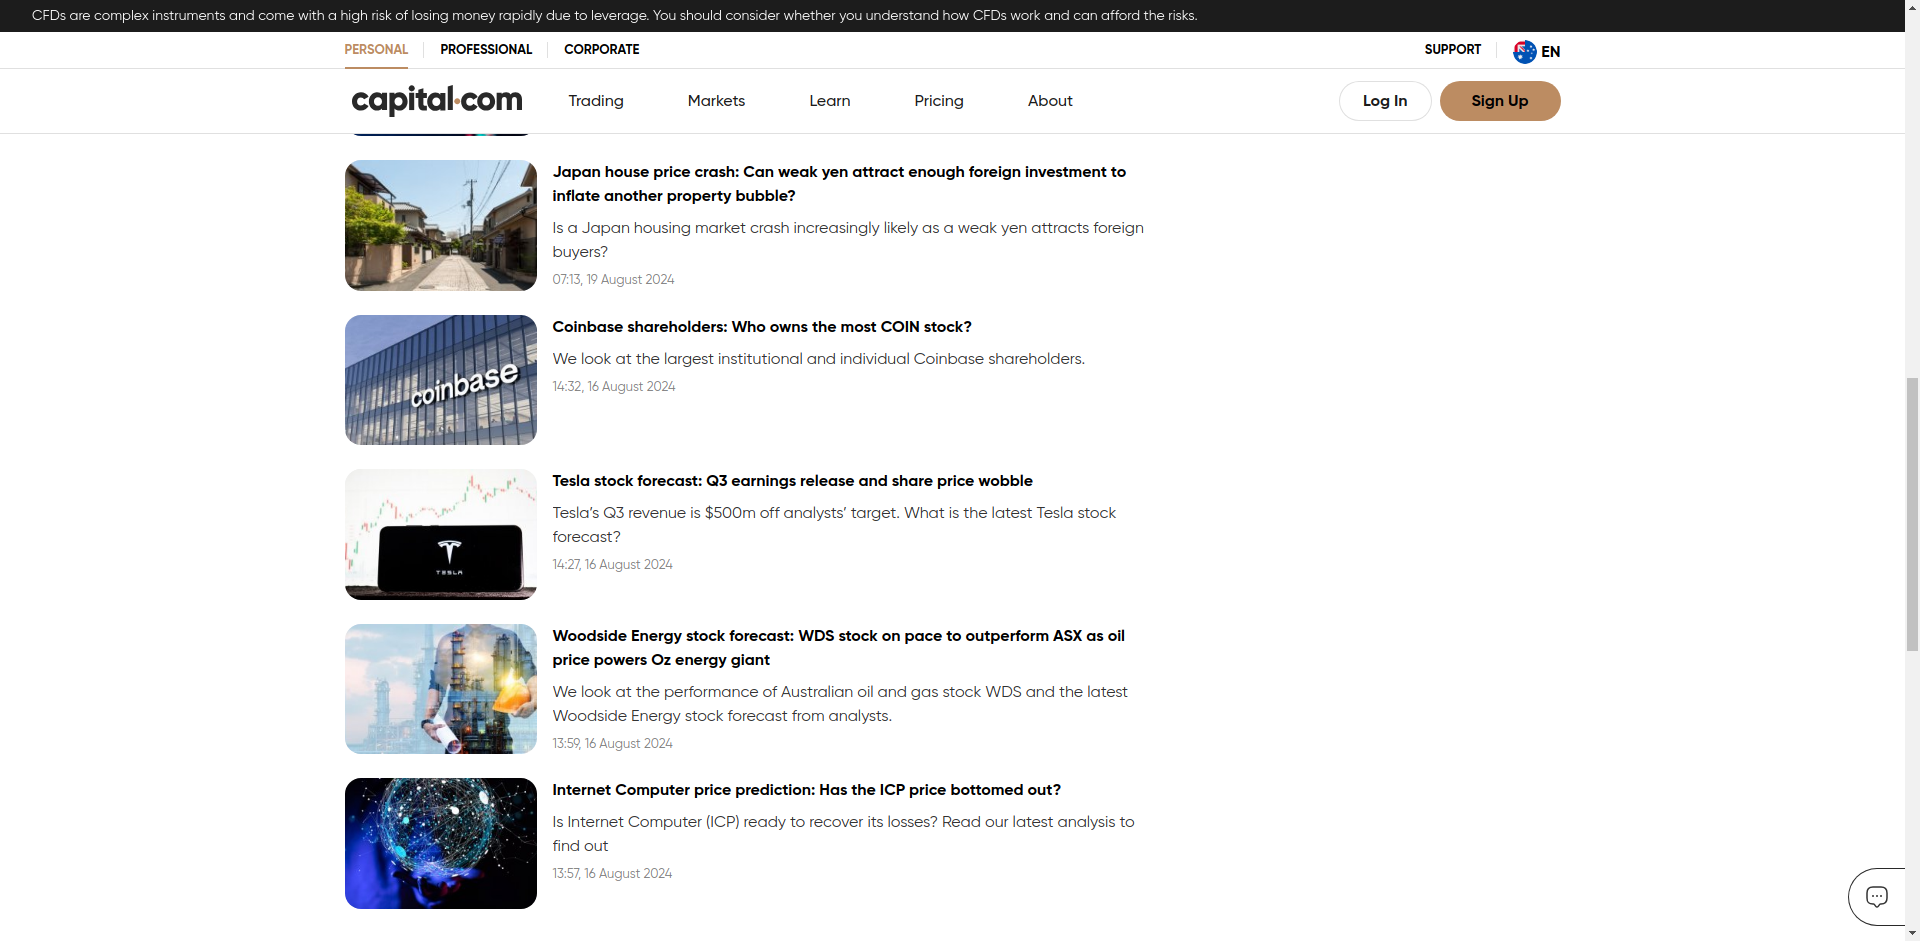 CFDs are complex instruments and come with a high risk of losing money rapidly due to leverage. You should consider whether you understand how CFDs work and can afford the risks.
PERSONAL
PROFESSIONAL
CORPORATE
SUPPORT
EN
capital.com
Trading
Markets
Learn
Pricing
About
Log In
Sign Up
Japan house price crash: Can weak yen attract enough foreign investment to
inflate another property bubble?
Is a Japan housing market crash increasingly likely as a weak yen attracts foreign
buyers?
07:13, 19 August 2024
coinbase
Coinbase shareholders: Who owns the most COIN stock?
We look at the largest institutional and individual Coinbase shareholders.
14:32, 16 August 2024
TESLA
Tesla stock forecast: Q3 earnings release and share price wobble
Tesla’s Q3 revenue is $500m off analysts’ target. What is the latest Tesla stock
forecast?
14:27, 16 August 2024
Woodside Energy stock forecast: WDS stock on pace to outperform ASX as oil
price powers Oz energy giant
We look at the performance of Australian oil and gas stock WDS and the latest
Woodside Energy stock forecast from analysts.
13:59, 16 August 2024
Internet Computer price prediction: Has the ICP price bottomed out?
Is Internet Computer (ICP) ready to recover its losses? Read our latest analysis to
find out
13:57, 16 August 2024